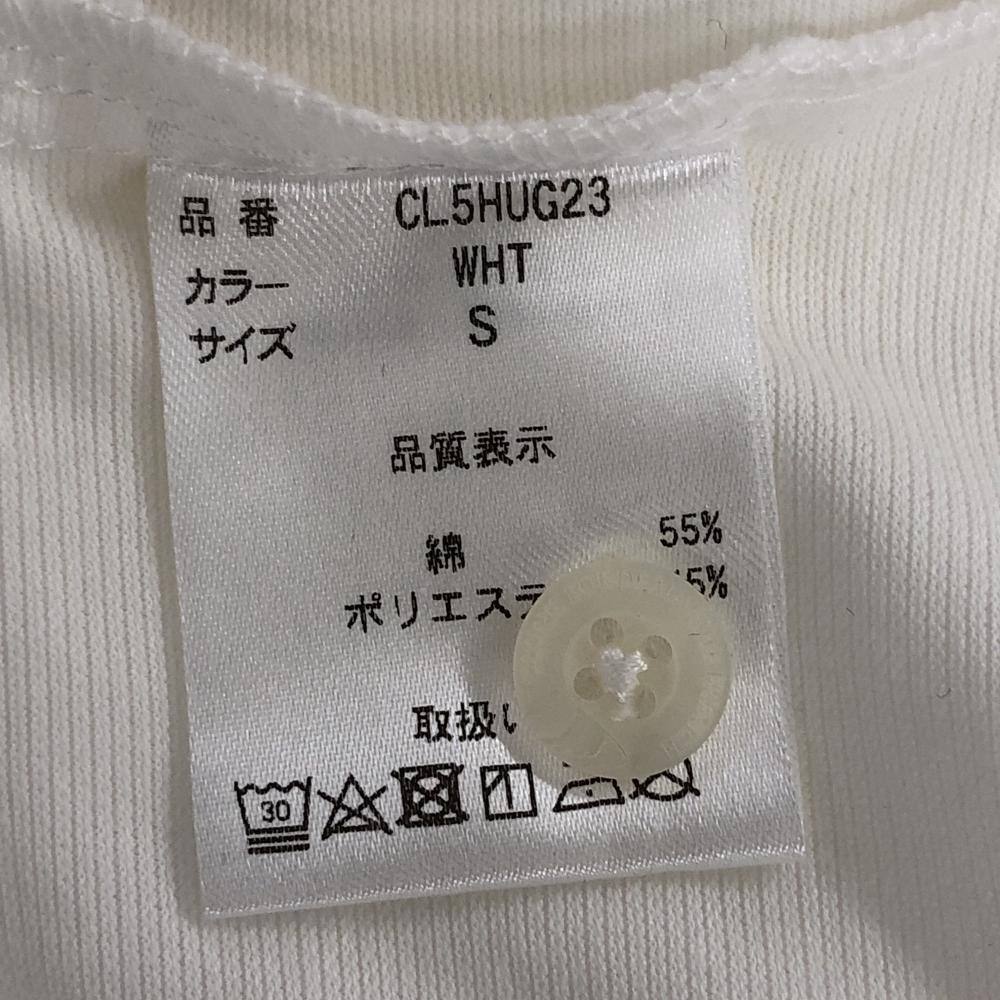 品番 CL5HUG23
カラー WHT
サイズ S
品質表示
綿 55%
ポリエステ 5%
取扱い
30